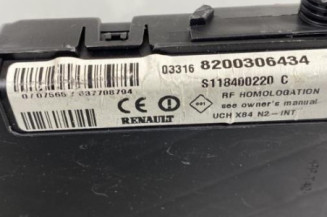 03316 8200306434
S118400220 C
RF HOMOLOGATION
see owner's manual
RENAULT
UCH X84 N2-INT